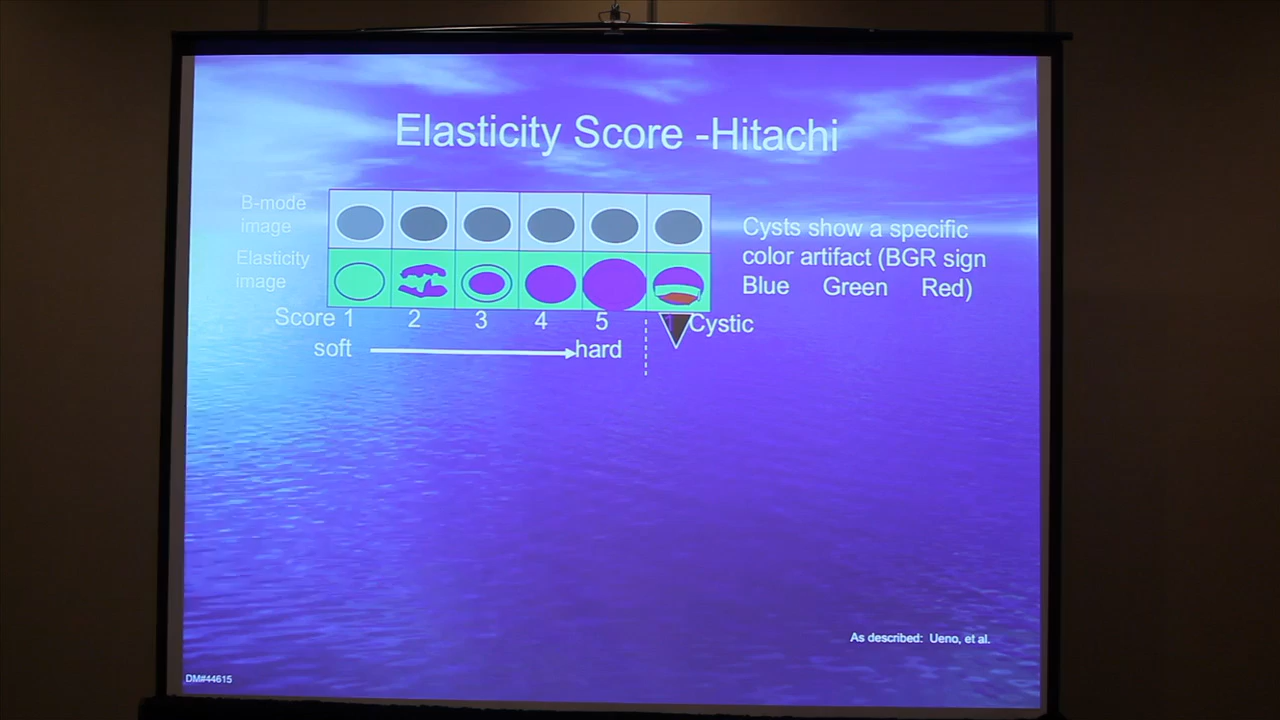 Elasticity Score -Hitachi
B-mode
image
Elasticity
image
Score 1 2 3 4 5 Cystic
soft hard
Cysts show a specific
color artifact (BGR sign
Blue Green Red)
As described: Ueno, et al.
DM#44615